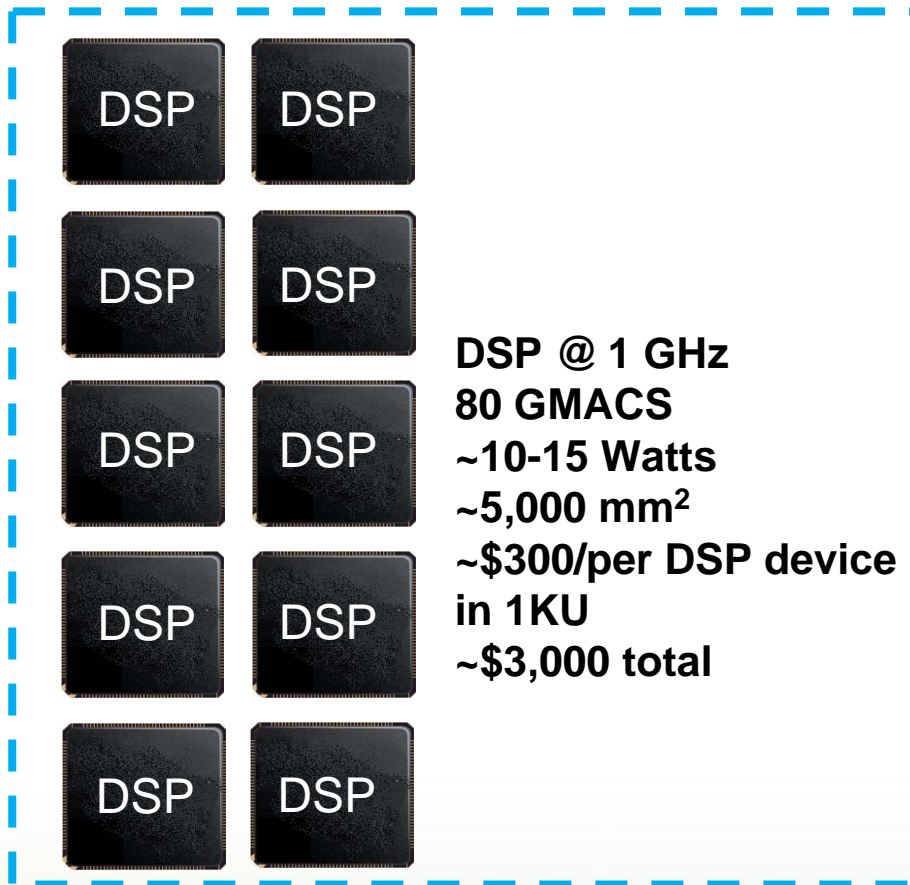 DSP DSP
DSP DSP
DSP DSP
DSP DSP
DSP DSP
DSP @ 1 GHz
80 GMACS
~10-15 Watts
~5,000 mm²
~$300/per DSP device
in 1KU
~$3,000 total